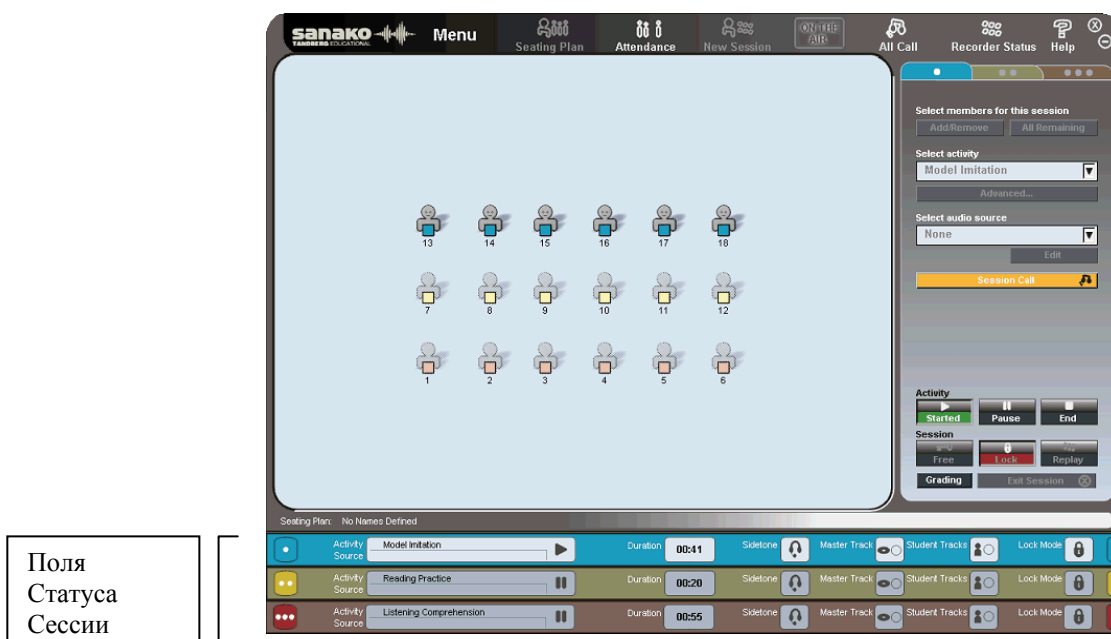 sanako Menu Seating Plan Attendance New Session ON THE AIR All Call Recorder Status Help
TANDBERG EDUCATIONAL
Select members for this session
Add/Remove All Remaining
Select activity
Model Imitation
Advanced...
Select audio source
None
Edit
Session Call
13 14 15 16 17 18
7 8 9 10 11 12
1 2 3 4 5 6
Activity
Started Pause End
Session
Free Lock Replay
Grading Exit Session
Seating Plan: No Names Defined
Activity Model Imitation Duration 00:41 Sidetone Master Track Student Tracks Lock Mode
Source
Activity Reading Practice Duration 00:20 Sidetone Master Track Student Tracks Lock Mode
Source
Activity Listening Comprehension Duration 00:55 Sidetone Master Track Student Tracks Lock Mode
Source
Поля
Статуса
Сессии